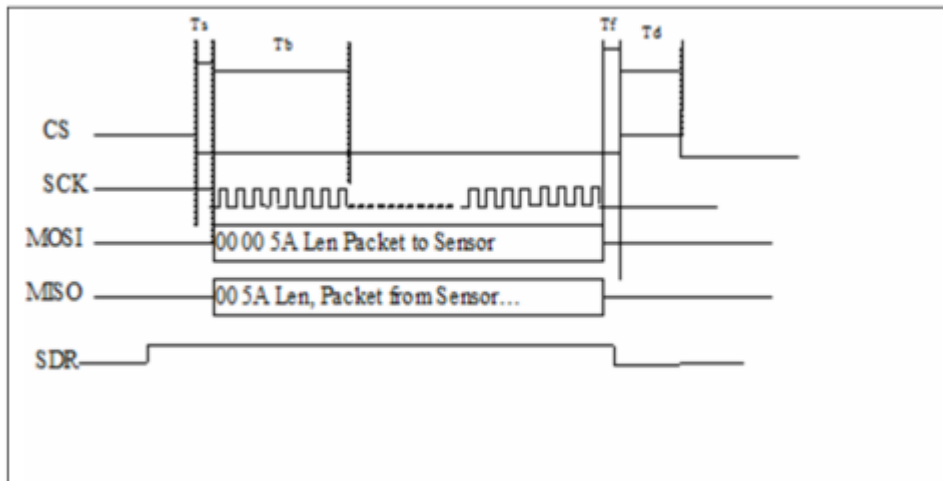 Ts
Tb
Tf
Td
CS
SCK
MOSI
00 00 5A Len Packet to Sensor
MISO
00 5A Len, Packet from Sensor...
SDR